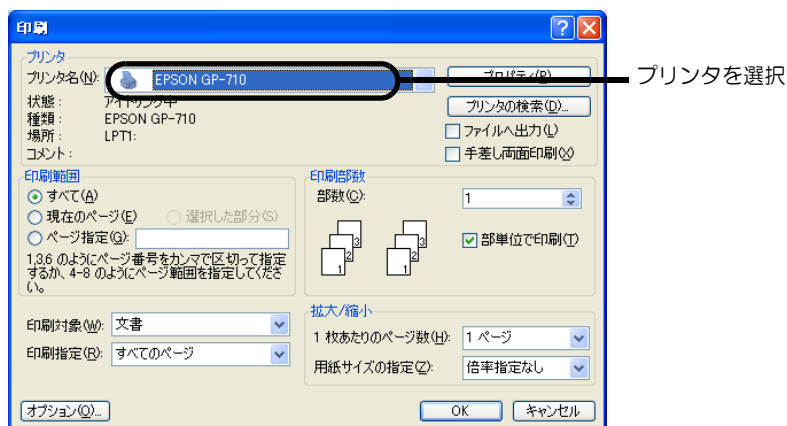 印刷
プリンタ
プリンタ名(N): EPSON GP-710
プロパティ(P)
プリンタを選択
状態: アイドリング中
プリンタの検索(D)...
種類: EPSON GP-710
ファイルへ出力(L)
場所: LPT1:
コメント:
手差し両面印刷(X)
印刷範囲
すべて(A)
現在のページ(E) 選択した部分(S)
ページ指定(G):
1,3,6 のようにページ番号をカンマで区切って指定
するか、4-8 のようにページ範囲を指定してくださ
い。
印刷部数
部数(C): 1
1 2 3 1 2 3
部単位で印刷(T)
印刷対象(W): 文書
印刷指定(R): すべてのページ
拡大/縮小
1 枚あたりのページ数(H): 1 ページ
用紙サイズの指定(Z): 倍率指定なし
オプション(O)...
OK
キャンセル